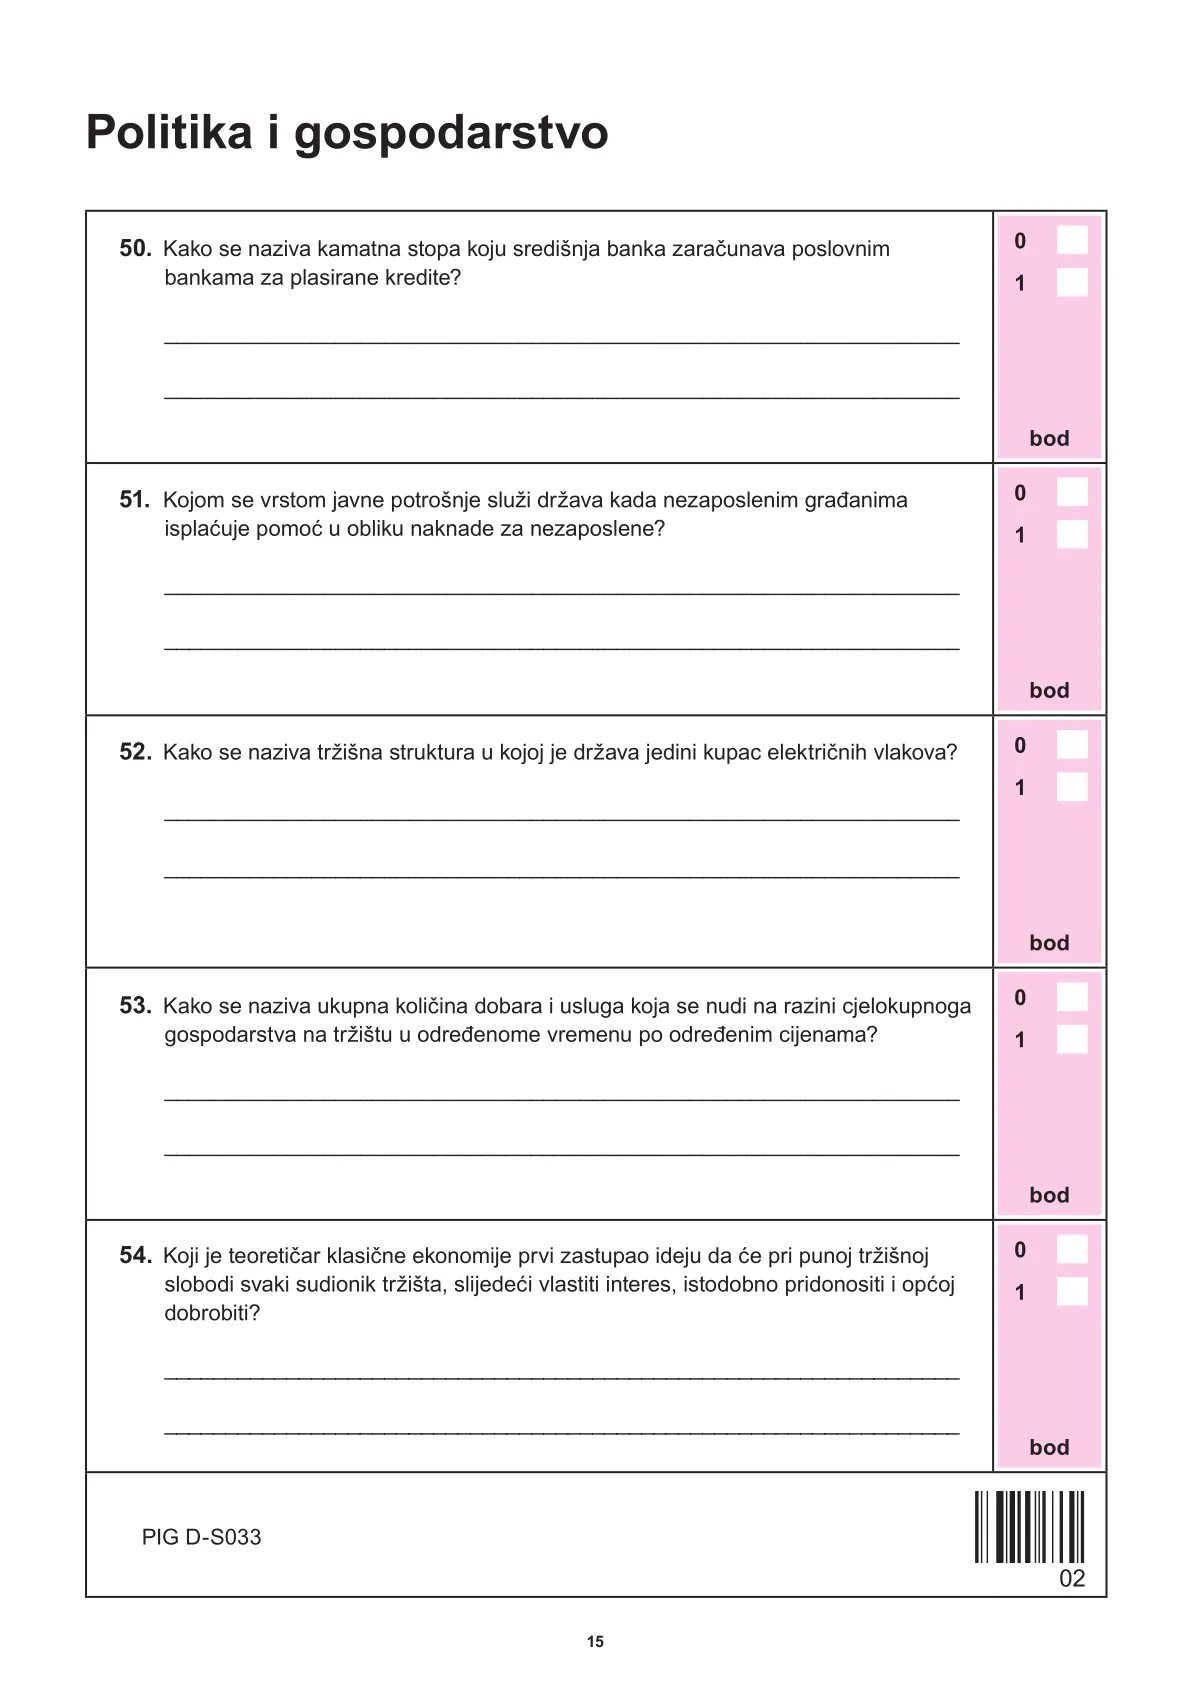 Politika i gospodarstvo
50. Kako se naziva kamatna stopa koju središnja banka zaračunava poslovnim
bankama za plasirane kredite?
0
1
bod
51. Kojom se vrstom javne potrošnje služi država kada nezaposlenim građanima
isplaćuje pomoć u obliku naknade za nezaposlene?
0
1
bod
52. Kako se naziva tržišna struktura u kojoj je država jedini kupac električnih vlakova?
0
1
bod
53. Kako se naziva ukupna količina dobara i usluga koja se nudi na razini cjelokupnoga
gospodarstva na tržištu u određenome vremenu po određenim cijenama?
0
1
bod
54. Koji je teoretičar klasične ekonomije prvi zastupao ideju da će pri punoj tržišnoj
slobodi svaki sudionik tržišta, slijedeći vlastiti interes, istodobno pridonositi i općoj
dobrobiti?
0
1
bod
PIG D-S033
02
15